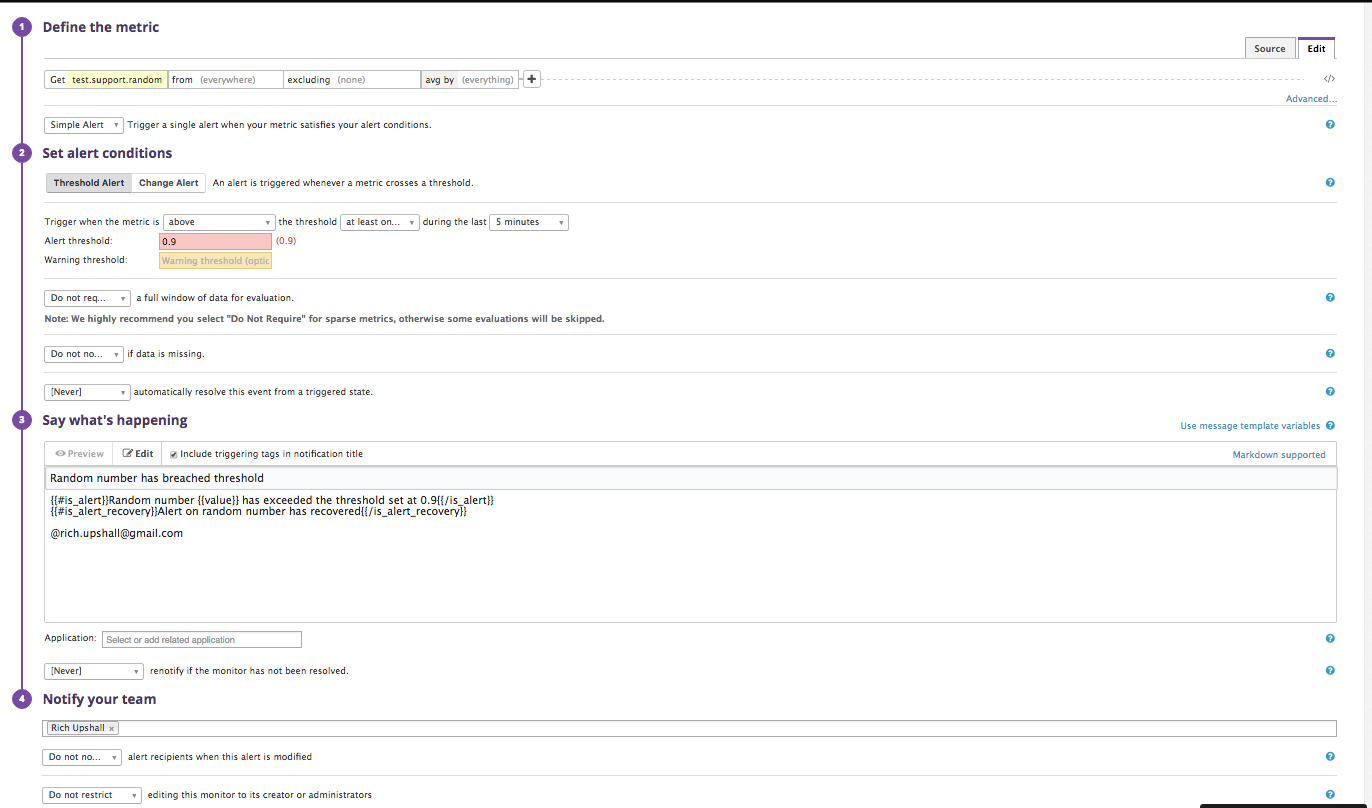 1 Define the metric
Source Edit
Get test.support.random from (everywhere) excluding (none) avg by (everything) + </>
Advanced...
Simple Alert Trigger a single alert when your metric satisfies your alert conditions. ?
2 Set alert conditions
Threshold Alert Change Alert An alert is triggered whenever a metric crosses a threshold. ?
Trigger when the metric is above the threshold at least on... during the last 5 minutes
Alert threshold: 0.9 (0.9)
Warning threshold: Warning threshold (optic
Do not req... a full window of data for evaluation. ?
Note: We highly recommend you select "Do Not Require" for sparse metrics, otherwise some evaluations will be skipped.
Do not no... if data is missing. ?
[Never] automatically resolve this event from a triggered state. ?
3 Say what's happening
Use message template variables ?
Preview Edit Include triggering tags in notification title Markdown supported
Random number has breached threshold
{{#is_alert}}Random number {{value}} has exceeded the threshold set at 0.9{{/is_alert}}
{{#is_alert_recovery}}Alert on random number has recovered{{/is_alert_recovery}}
@rich.upshall@gmail.com
Application: Select or add related application ?
[Never] renotify if the monitor has not been resolved. ?
4 Notify your team
Rich Upshall ×
Do not no... alert recipients when this alert is modified ?
Do not restrict editing this monitor to its creator or administrators ?